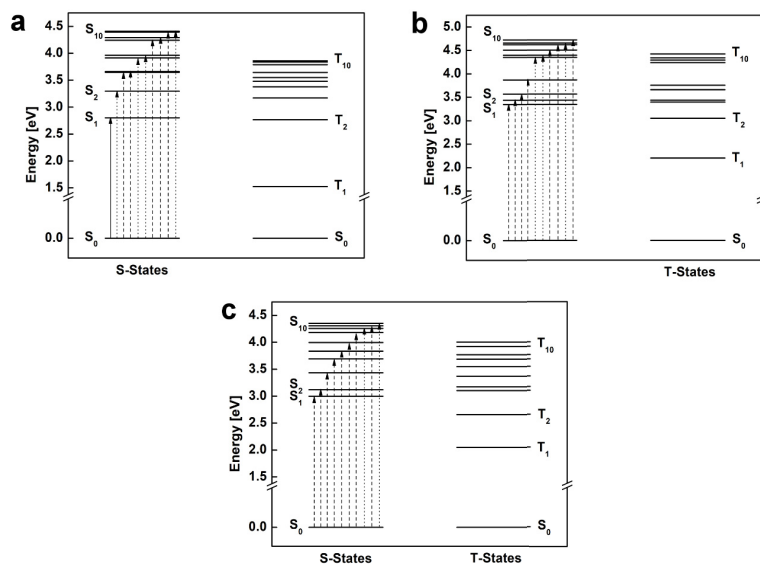 a
Energy [eV]
4.5
4.0
3.5
3.0
2.5
2.0
1.5
0.0
S10
S2
S1
S0
T10
T2
T1
S0
S-States
b
Energy [eV]
5.0
4.5
4.0
3.5
3.0
2.5
2.0
1.5
0.0
S10
S2
S1
S0
T10
T2
T1
S0
T-States
c
Energy [eV]
4.5
4.0
3.5
3.0
2.5
2.0
1.5
0.0
S10
S2
S1
S0
T10
T2
T1
S0
S-States T-States